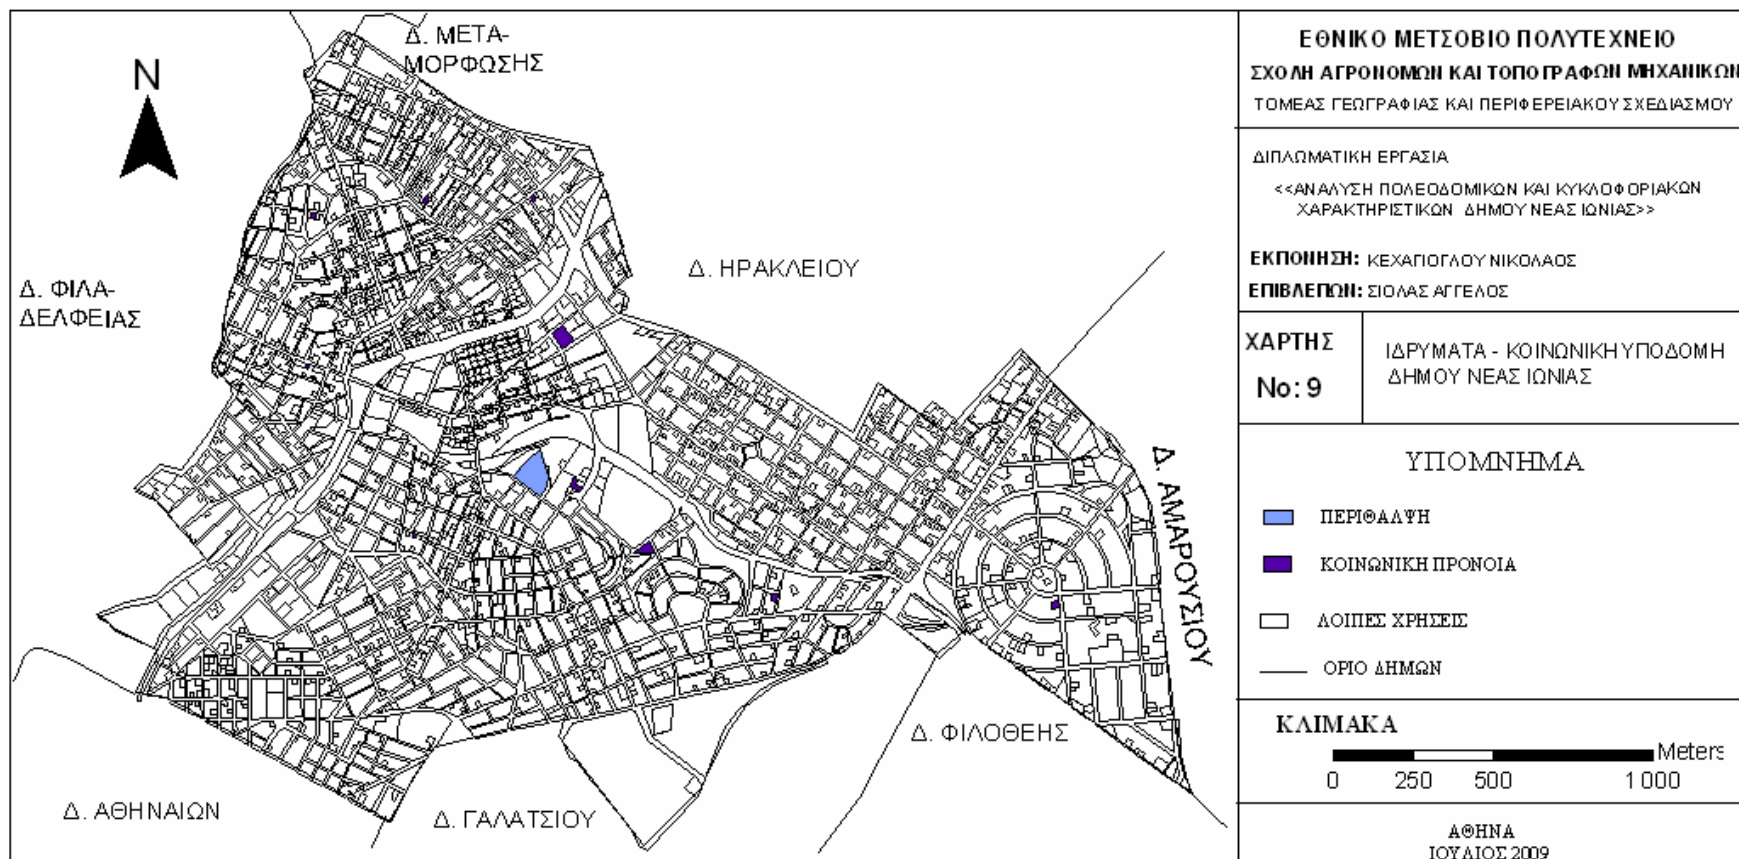 Δ. ΜΕΤΑ-
ΜΟΡΦΩΣΗΣ
N
Δ. ΗΡΑΚΛΕΙΟΥ
Δ. ΦΙΛΑ-
ΔΕΛΦΕΙΑΣ
Δ. ΑΜΑΡΟΥΣΙΟΥ
Δ. ΦΙΛΟΘΕΗΣ
Δ. ΑΘΗΝΑΙΩΝ
Δ. ΓΑΛΑΤΣΙΟΥ
ΕΘΝΙΚΟ ΜΕΤΣΟΒΙΟ ΠΟΛΥΤΕΧΝΕΙΟ
ΣΧΟΛΗ ΑΓΡΟΝΟΜΩΝ ΚΑΙ ΤΟΠΟΓΡΑΦΩΝ ΜΗΧΑΝΙΚΩΝ
ΤΟΜΕΑΣ ΓΕΩΓΡΑΦΙΑΣ ΚΑΙ ΠΕΡΙΦΕΡΕΙΑΚΟΥ ΣΧΕΔΙΑΣΜΟΥ
ΔΙΠΛΩΜΑΤΙΚΗ ΕΡΓΑΣΙΑ
<<ΑΝΑΛΥΣΗ ΠΟΛΕΟΔΟΜΙΚΩΝ ΚΑΙ ΚΥΚΛΟΦΟΡΙΑΚΩΝ
ΧΑΡΑΚΤΗΡΙΣΤΙΚΩΝ ΔΗΜΟΥ ΝΕΑΣ ΙΩΝΙΑΣ>>
ΕΚΠΟΝΗΣΗ: ΚΕΧΑΓΙΟΓΛΟΥ ΝΙΚΟΛΑΟΣ
ΕΠΙΒΛΕΠΩΝ: ΣΙΟΛΑΣ ΑΓΓΕΛΟΣ
ΧΑΡΤΗΣ
No: 9
ΙΔΡΥΜΑΤΑ - ΚΟΙΝΩΝΙΚΗ ΥΠΟΔΟΜΗ
ΔΗΜΟΥ ΝΕΑΣ ΙΩΝΙΑΣ
ΥΠΟΜΝΗΜΑ
ΠΕΡΙΘΑΛΨΗ
ΚΟΙΝΩΝΙΚΗ ΠΡΟΝΟΙΑ
ΛΟΙΠΕΣ ΧΡΗΣΕΙΣ
ΟΡΙΟ ΔΗΜΩΝ
ΚΛΙΜΑΚΑ
Meters
0 250 500 1 000
ΑΘΗΝΑ
ΙΟΥΛΙΟΣ 2009